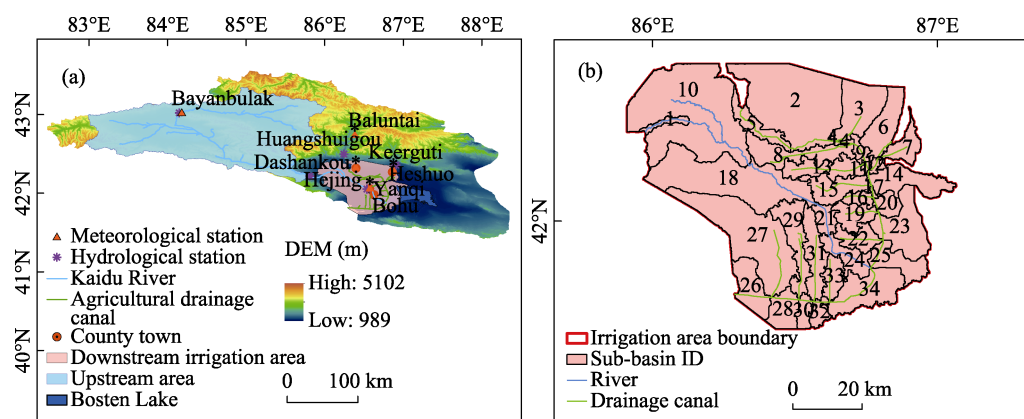 83°E 84°E 85°E 86°E 87°E 88°E
(a)
43°N
42°N
41°N
40°N
Bayanbulak
Baluntai
Huangshuigou
Keerguti
Dashankou
Heshuo
Hejing
Yanqi
Bohu
Meteorological station
Hydrological station
Kaidu River
Agricultural drainage
canal
County town
Downstream irrigation area
Upstream area
Bosten Lake
DEM (m)
High: 5102
Low: 989
0 100 km
86°E 87°E
(b)
42°N
10
2
3
1
6
4
8
9
13
14
18
15
7
16
20
29
21
19
23
27
22
31
25
24
33
26
34
28
30
32
Irrigation area boundary
Sub-basin ID
River
Drainage canal
0 20 km